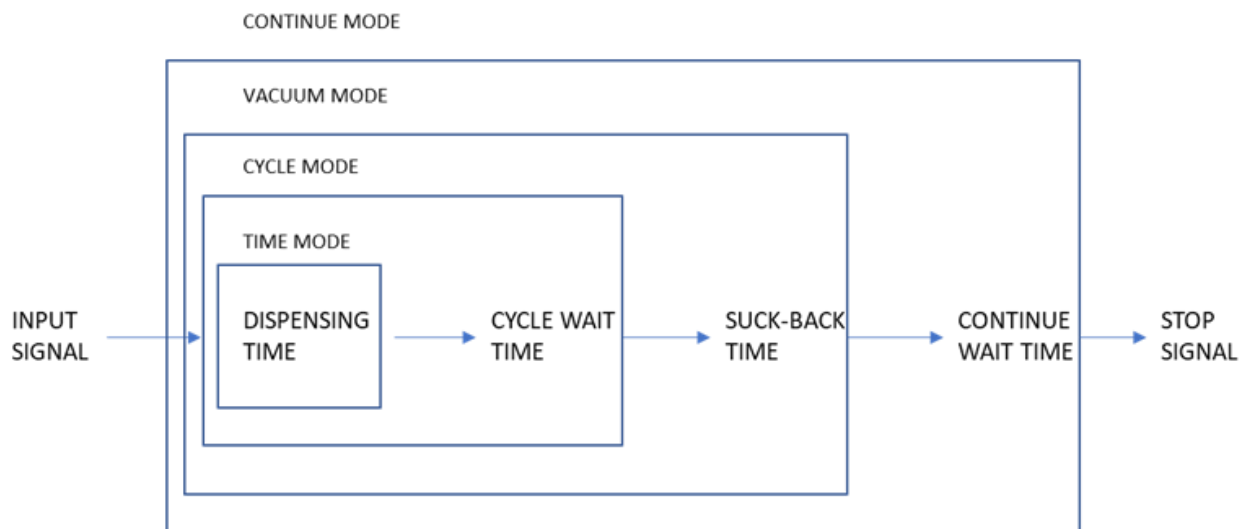 CONTINUE MODE
VACUUM MODE
CYCLE MODE
TIME MODE
INPUT
SIGNAL
DISPENSING
TIME
CYCLE WAIT
TIME
SUCK-BACK
TIME
CONTINUE
WAIT TIME
STOP
SIGNAL